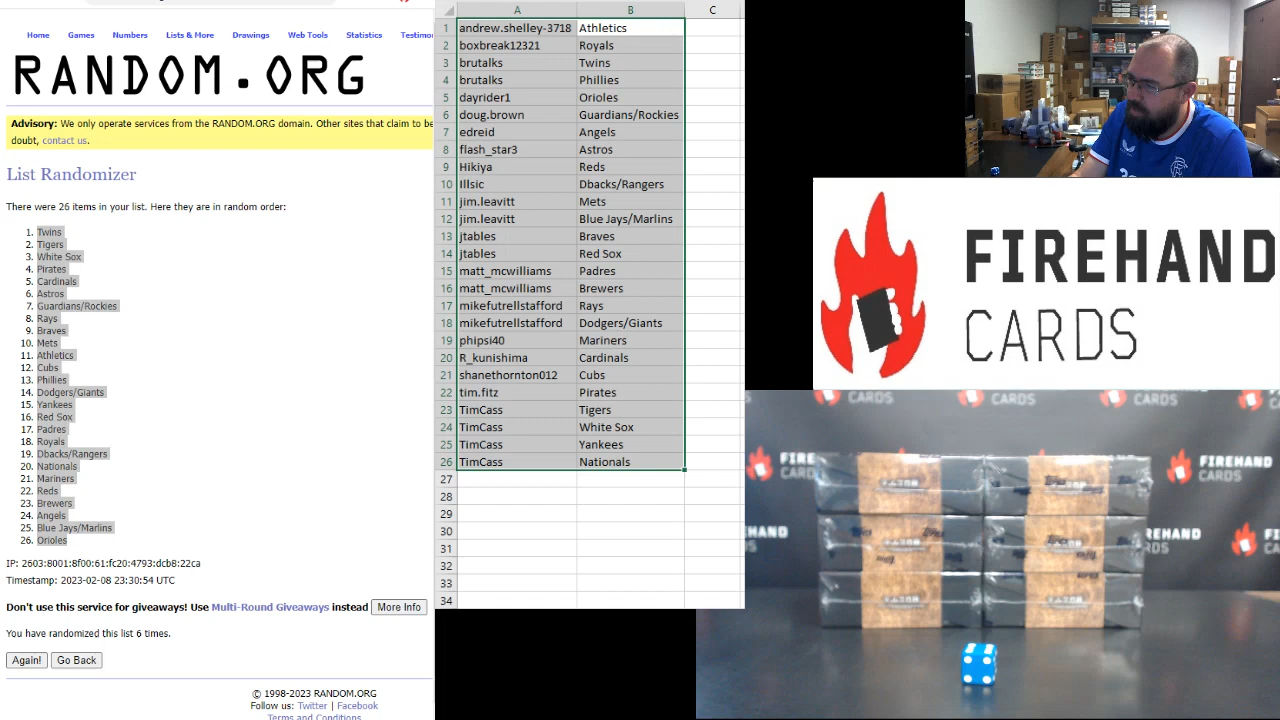 Home Games Numbers Lists & More Drawings Web Tools Statistics Testimo
RANDOM.ORG
Advisory: We only operate services from the RANDOM.ORG domain. Other sites that claim to be
doubt, contact us.
List Randomizer
There were 26 items in your list. Here they are in random order:
1. Twins
2. Tigers
3. White Sox
4. Pirates
5. Cardinals
6. Astros
7. Guardians/Rockies
8. Rays
9. Braves
10. Mets
11. Athletics
12. Cubs
13. Phillies
14. Dodgers/Giants
15. Yankees
16. Red Sox
17. Padres
18. Royals
19. Dbacks/Rangers
20. Nationals
21. Mariners
22. Reds
23. Brewers
24. Angels
25. Blue Jays/Marlins
26. Orioles
IP: 2603:8001:8f00:61:fc20:4793:dcb8:22ca
Timestamp: 2023-02-08 23:30:54 UTC
Don't use this service for giveaways! Use Multi-Round Giveaways instead More Info
You have randomized this list 6 times.
Again! Go Back
© 1998-2023 RANDOM.ORG
Follow us: Twitter | Facebook
Terms and Conditions
A B C
1 andrew.shelley-3718 Athletics
2 boxbreak12321 Royals
3 brutalks Twins
4 brutalks Phillies
5 dayrider1 Orioles
6 doug.brown Guardians/Rockies
7 edreid Angels
8 flash_star3 Astros
9 Hikiya Reds
10 Illsic Dbacks/Rangers
11 jim.leavitt Mets
12 jim.leavitt Blue Jays/Marlins
13 jtables Braves
14 jtables Red Sox
15 matt_mcwilliams Padres
16 matt_mcwilliams Brewers
17 mikefutrellstafford Rays
18 mikefutrellstafford Dodgers/Giants
19 phipsi40 Mariners
20 R_kunishima Cardinals
21 shanethornton012 Cubs
22 tim.fitz Pirates
23 TimCass Tigers
24 TimCass White Sox
25 TimCass Yankees
26 TimCass Nationals
27
28
29
30
31
32
33
34
FIREHAND
CARDS
CARDS
CARDS
CARDS
CARDS
FIREHAND
CARDS